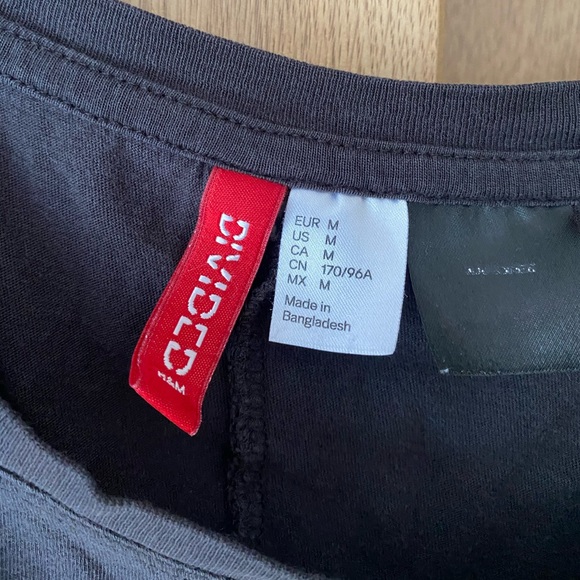 DIVIDED
H&M
EUR M
US M
CA M
CN 170/96A
MX M
Made in
Bangladesh